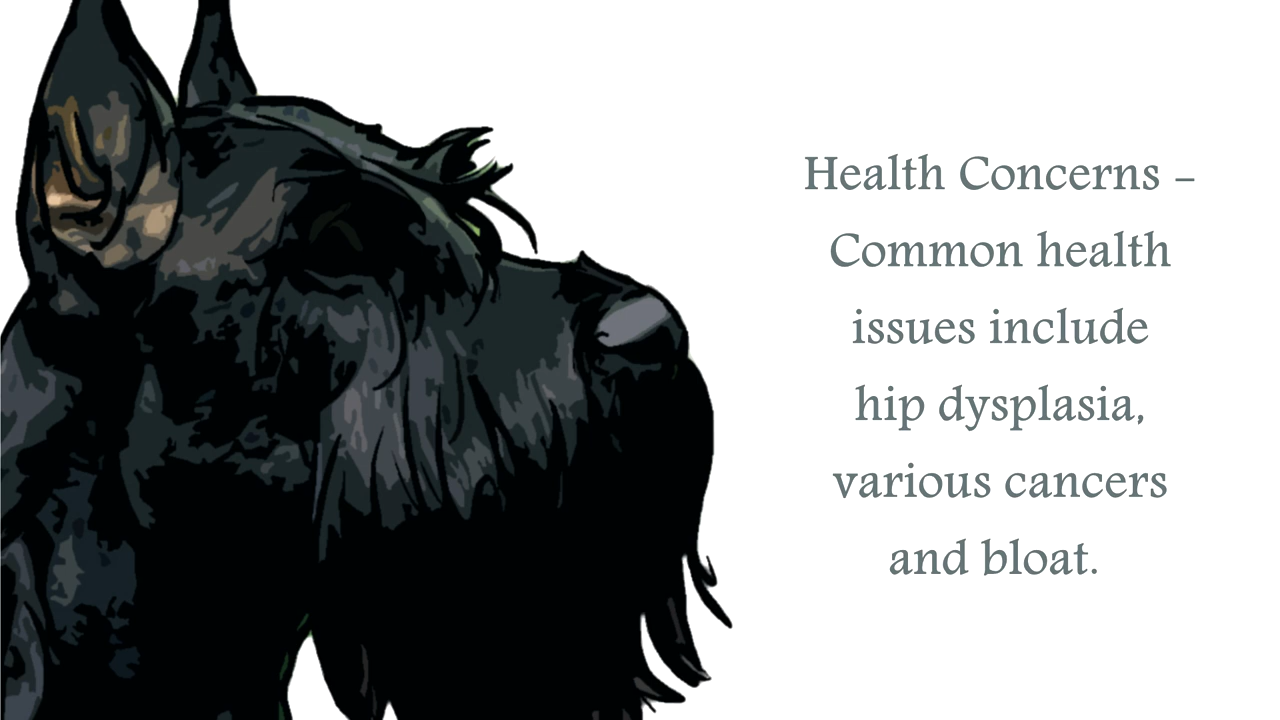 Health Concerns –
Common health
issues include
hip dysplasia,
various cancers
and bloat.